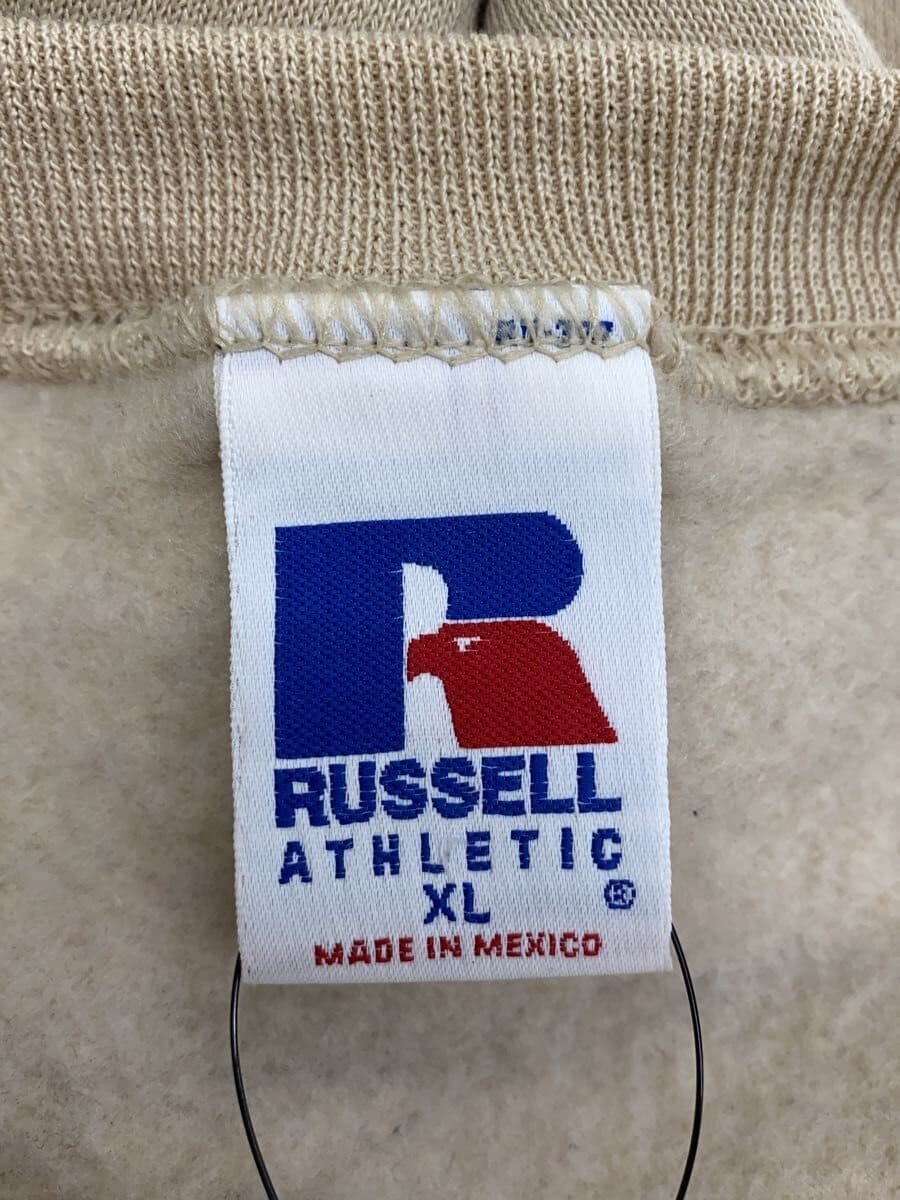 R
RUSSELL
ATHLETIC
XL ®
MADE IN MEXICO